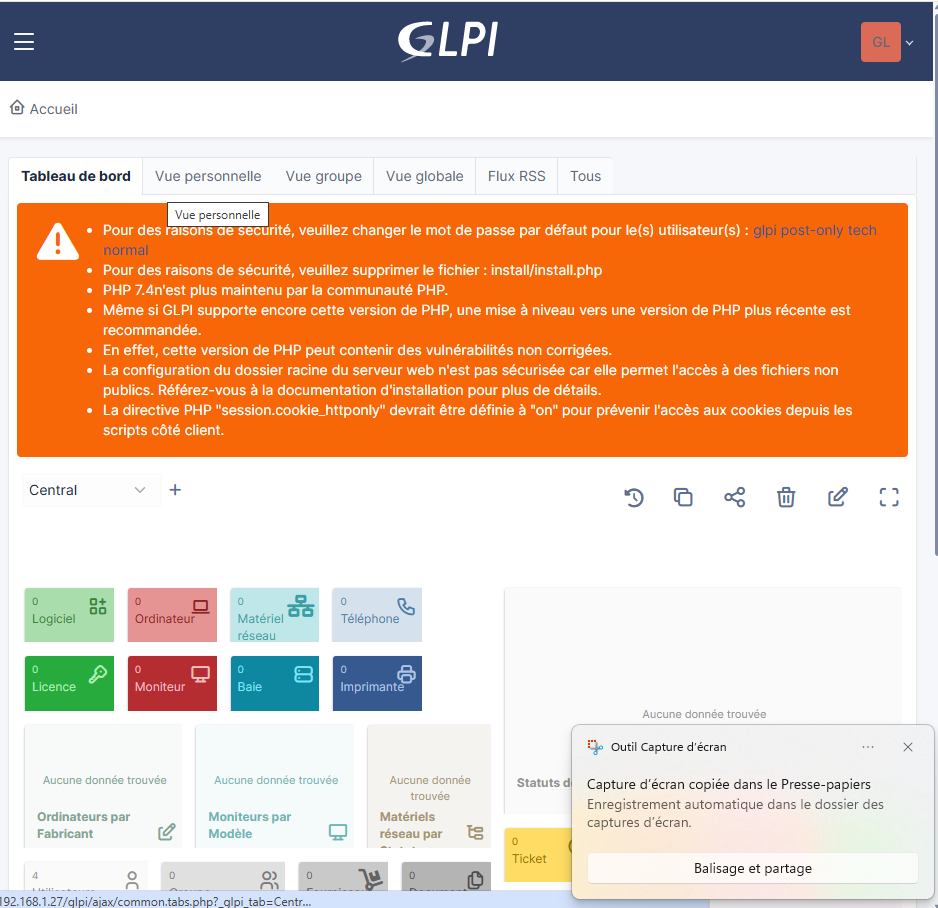 GLPI
GL
Accueil
Tableau de bord
Vue personnelle
Vue groupe
Vue globale
Flux RSS
Tous
Vue personnelle
Pour des raisons de sécurité, veuillez changer le mot de passe par défaut pour le(s) utilisateur(s) : glpi post-only tech
normal
Pour des raisons de sécurité, veuillez supprimer le fichier : install/install.php
PHP 7.4n'est plus maintenu par la communauté PHP.
Même si GLPI supporte encore cette version de PHP, une mise à niveau vers une version de PHP plus récente est
recommandée.
En effet, cette version de PHP peut contenir des vulnérabilités non corrigées.
La configuration du dossier racine du serveur web n'est pas sécurisée car elle permet l'accès à des fichiers non
publics. Référez-vous à la documentation d'installation pour plus de détails.
La directive PHP "session.cookie_httponly" devrait être définie à "on" pour prévenir l'accès aux cookies depuis les
scripts côté client.
Central
0
Logiciel
0
Ordinateur
0
Matériel
réseau
0
Téléphone
0
Licence
0
Moniteur
0
Baie
0
Imprimante
Aucune donnée trouvée
Aucune donnée trouvée
Ordinateurs par
Fabricant
Aucune donnée trouvée
Moniteurs par
Modèle
Aucune donnée
trouvée
Matériels
réseau par
Statuts d
0
Ticket
4
0
0
0
Outil Capture d'écran
Capture d'écran copiée dans le Presse-papiers
Enregistrement automatique dans le dossier des
captures d'écran.
Balisage et partage
192.168.1.27/glpi/ajax/common.tabs.php?_glpi_tab=Centr...